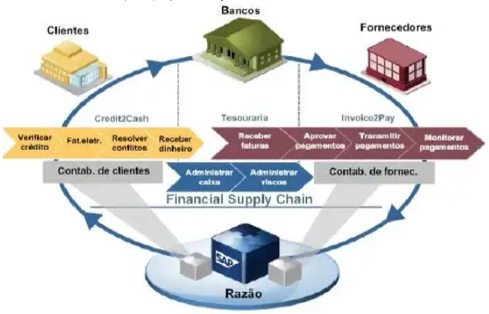 Bancos
Clientes
Fornecedores
Credit2Cash
Tesouraria
Invoice2Pay
Verificar
crédito
Fat.eletr.
Resolver
conflitos
Receber
dinheiro
Receber
faturas
Aprovar
pagamentos
Transmitir
pagamentos
Monitorar
pagamentos
Contab. de clientes
Administrar
caixa
Administrar
riscos
Contab. de fornec.
Financial Supply Chain
SAP
Razão